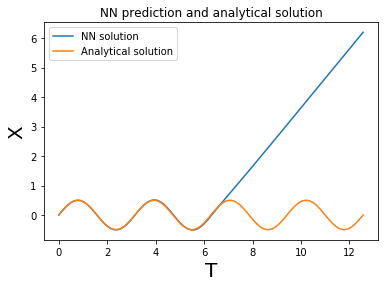 NN prediction and analytical solution
NN solution
Analytical solution
6
5
4
3
2
1
0
X
0 2 4 6 8 10 12
T